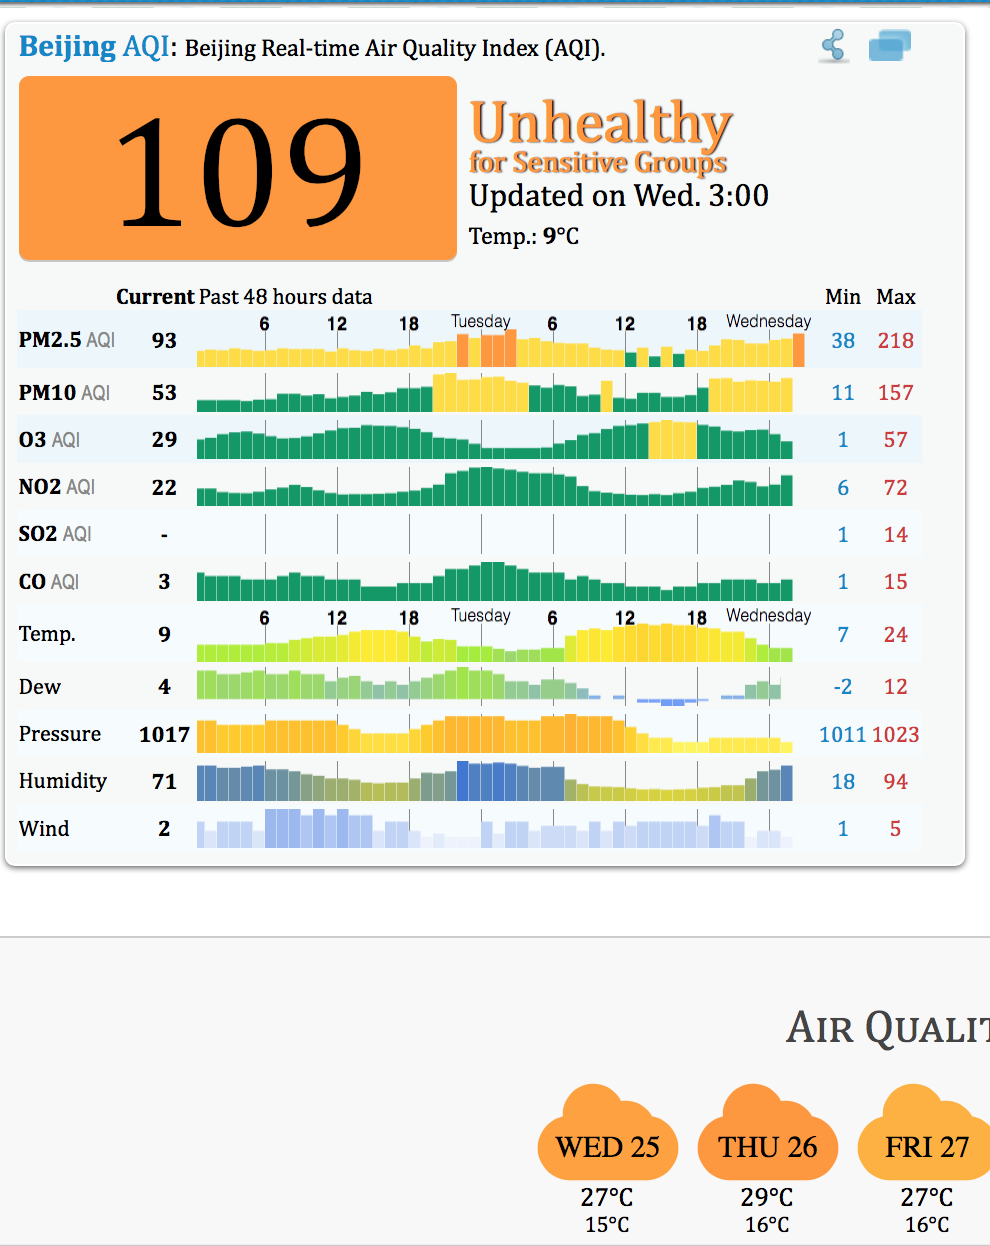 Beijing AQI: Beijing Real-time Air Quality Index (AQI).
109
Unhealthy
for Sensitive Groups
Updated on Wed. 3:00
Temp.: 9°C
Current Past 48 hours data Min Max
6 12 18 Tuesday 6 12 18 Wednesday
PM2.5 AQI 93 38 218
PM10 AQI 53 11 157
O3 AQI 29 1 57
NO2 AQI 22 6 72
SO2 AQI - 1 14
CO AQI 3 1 15
6 12 18 Tuesday 6 12 18 Wednesday
Temp. 9 7 24
Dew 4 -2 12
Pressure 1017 1011 1023
Humidity 71 18 94
Wind 2 1 5
AIR QUALIT
WED 25 THU 26 FRI 27
27°C 29°C 27°C
15°C 16°C 16°C